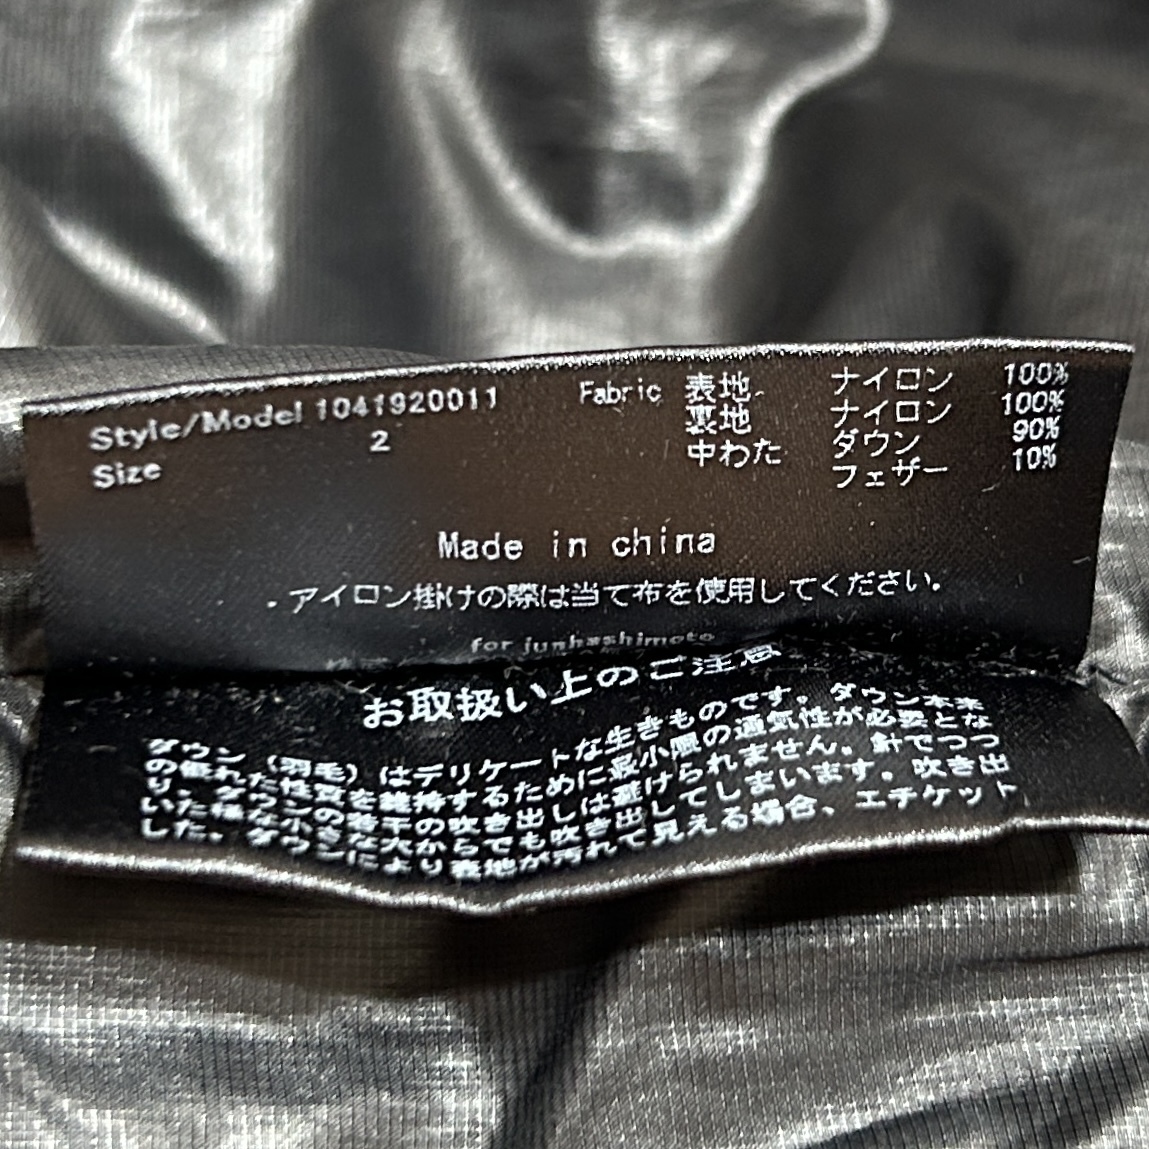 Style/Model 1041920011
Size 2
Fabric 表地 ナイロン 100%
裏地 ナイロン 100%
中わた ダウン 90%
フェザー 10%
Made in china
・アイロン掛けの際は当て布を使用してください。
for junhashimoto
お取扱い上のご注意
ダウン（羽毛）はデリケートな生きものです。ダウン本来
の優れた性質を維持するために最小限の通気性が必要とな
り、ダウンの若干の吹き出しは避けられません。針でつつ
いた様な小さな穴からでも吹き出してしまいます。吹き出
した、ダウンにより表地が汚れて見える場合、エチケット